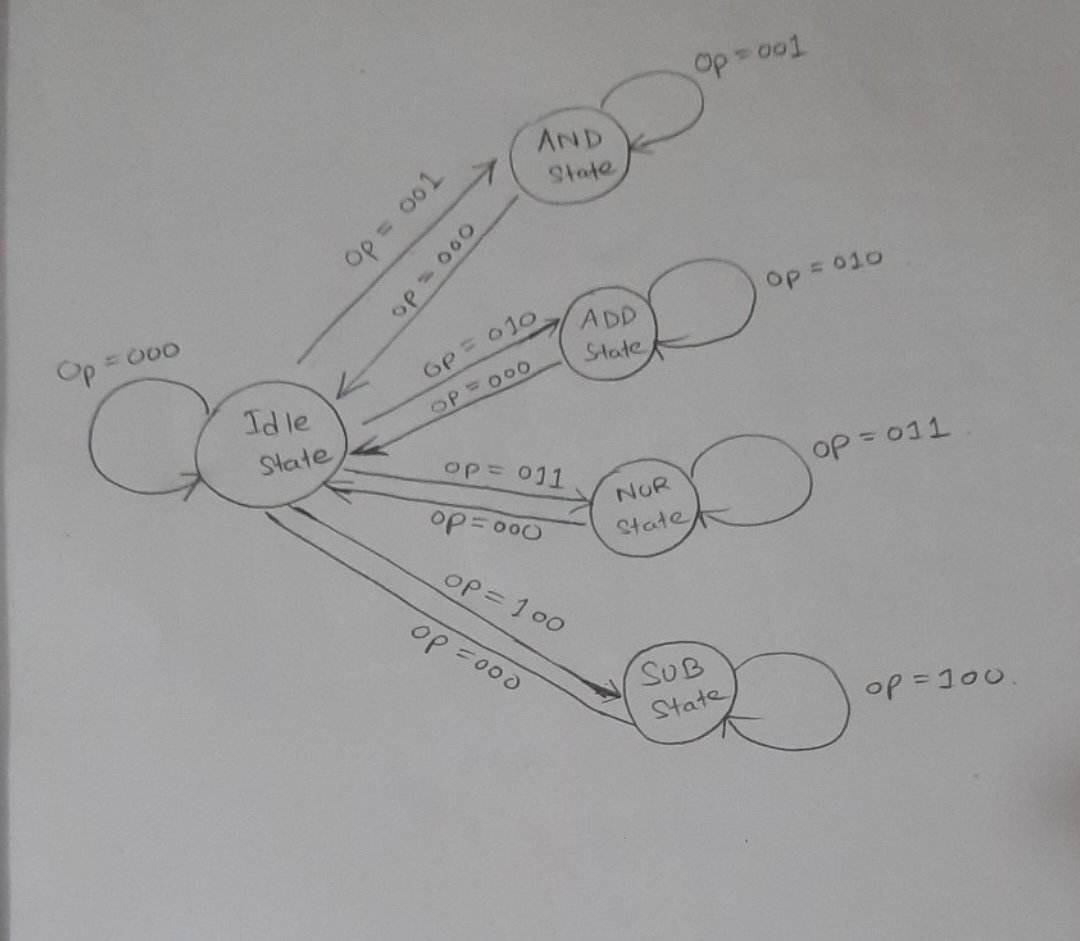 Op = 001
AND
State
OP = 001
OP = 000
Op = 010
ADD
State
OP = 010
OP = 000
Op = 000
Idle
State
OP = 011
NOR
State
OP = 011
OP = 000
OP = 100
OP = 000
SUB
State
OP = 100.